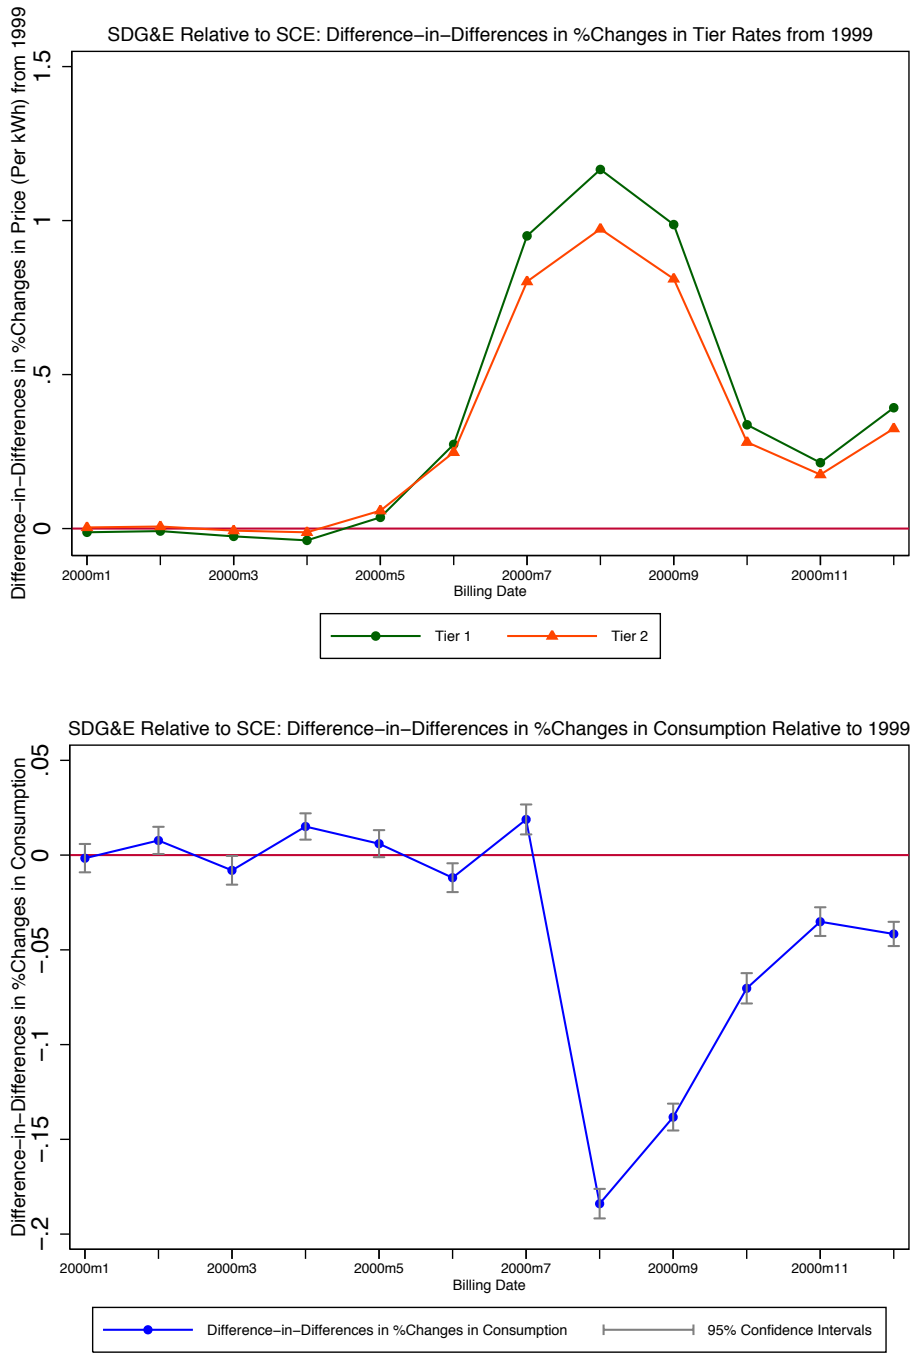 SDG&E Relative to SCE: Difference−in−Differences in %Changes in Tier Rates from 1999
Difference−in−Differences in %Changes in Price (Per kWh) from 1999
1.5
1
.5
0
2000m1 2000m3 2000m5 2000m7 2000m9 2000m11
Billing Date
Tier 1 Tier 2
SDG&E Relative to SCE: Difference−in−Differences in %Changes in Consumption Relative to 1999
Difference−in−Differences in %Changes in Consumption
.05
0
−.05
−.1
−.15
−.2
2000m1 2000m3 2000m5 2000m7 2000m9 2000m11
Billing Date
Difference−in−Differences in %Changes in Consumption 95% Confidence Intervals